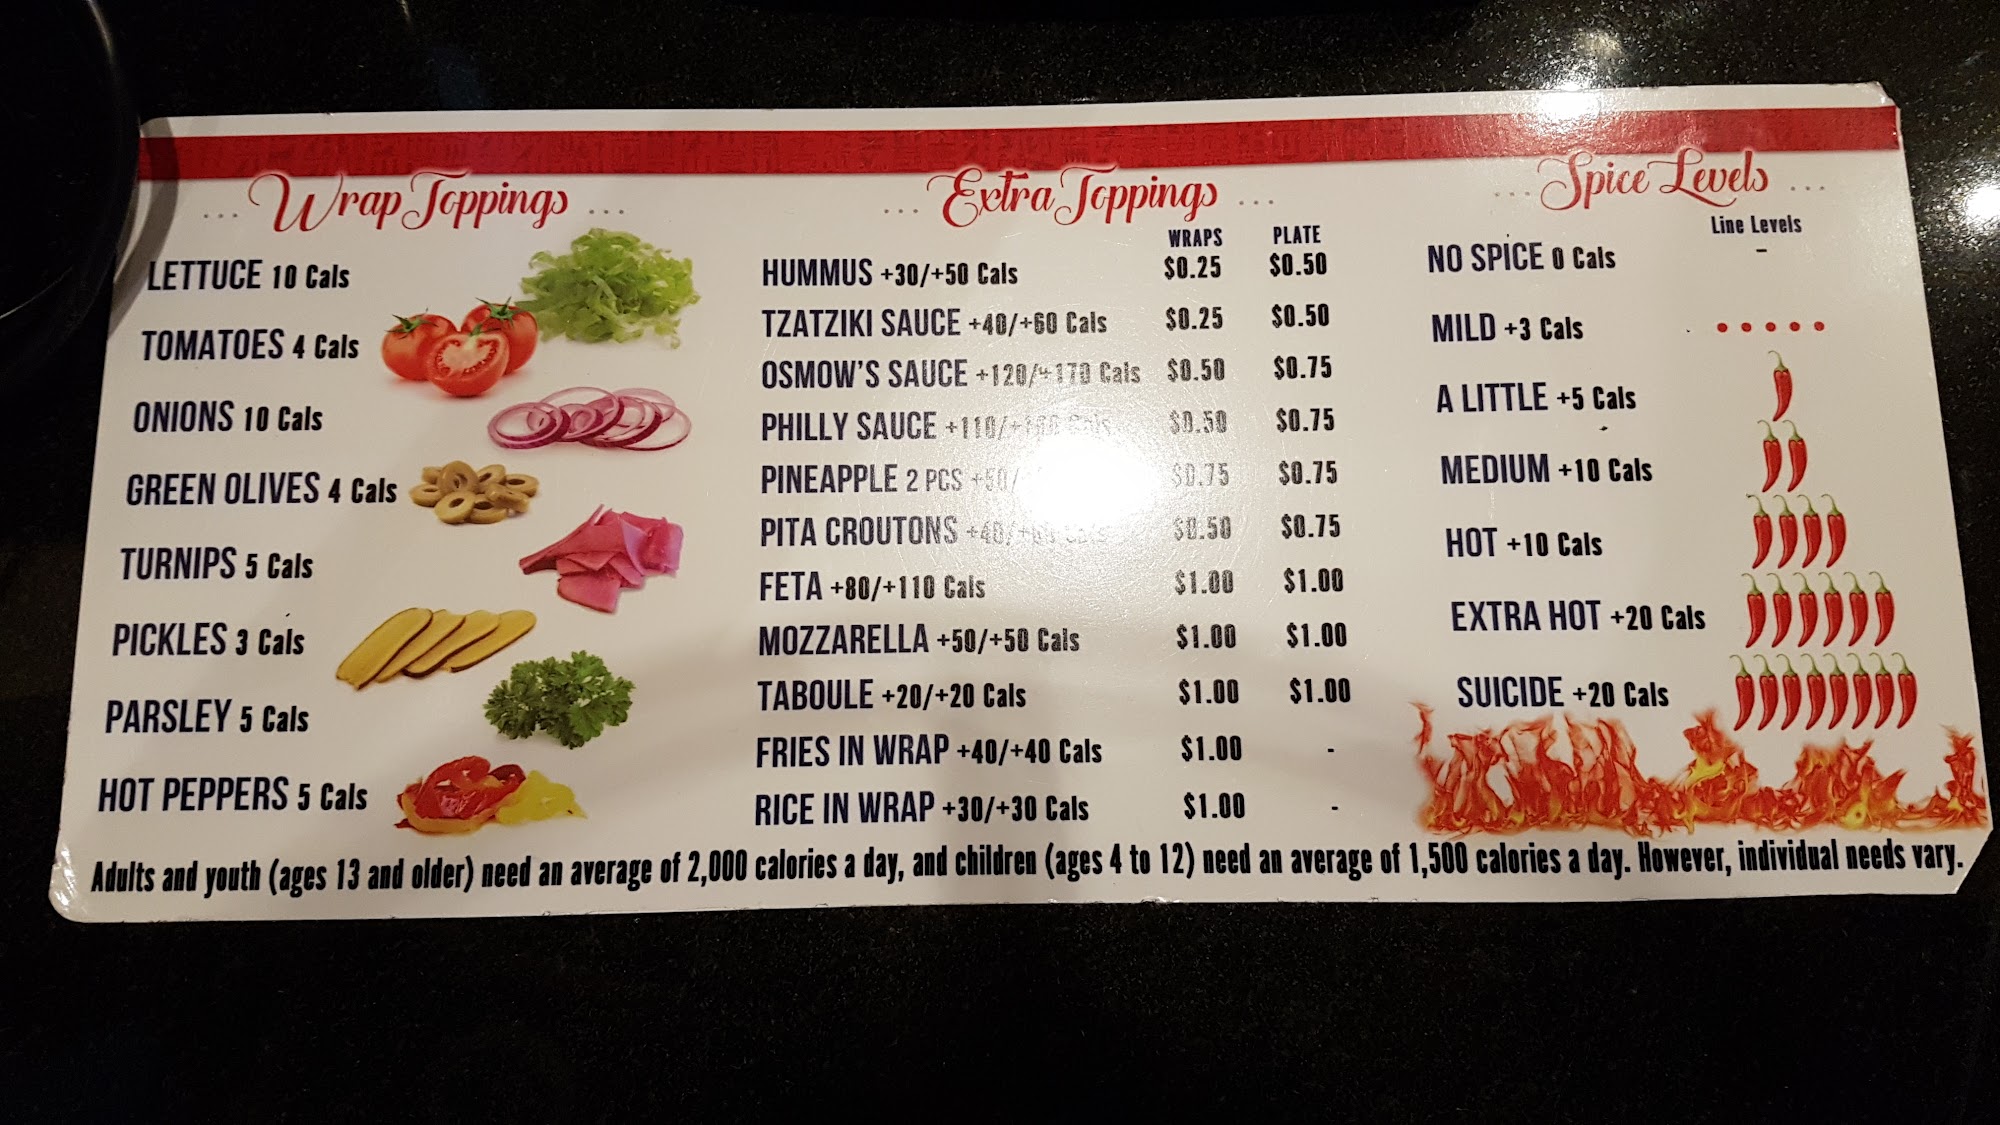 Wrap Toppings
LETTUCE 10 Cals
TOMATOES 4 Cals
ONIONS 10 Cals
GREEN OLIVES 4 Cals
TURNIPS 5 Cals
PICKLES 3 Cals
PARSLEY 5 Cals
HOT PEPPERS 5 Cals
Extra Toppings
WRAPS PLATE
HUMMUS +30/+50 Cals $0.25 $0.50
TZATZIKI SAUCE +40/+60 Cals $0.25 $0.50
OSMOW'S SAUCE +120/+170 Cals $0.50 $0.75
PHILLY SAUCE $0.50 $0.75
PINEAPPLE 2 PCS $0.75 $0.75
PITA CROUTONS $0.50 $0.75
FETA +80/+110 Cals $1.00 $1.00
MOZZARELLA +50/+50 Cals $1.00 $1.00
TABOULE +20/+20 Cals $1.00 $1.00
FRIES IN WRAP +40/+40 Cals $1.00 -
RICE IN WRAP +30/+30 Cals $1.00 -
Spice Levels
Line Levels
NO SPICE 0 Cals -
MILD +3 Cals
A LITTLE +5 Cals
MEDIUM +10 Cals
HOT +10 Cals
EXTRA HOT +20 Cals
SUICIDE +20 Cals
Adults and youth (ages 13 and older) need an average of 2,000 calories a day, and children (ages 4 to 12) need an average of 1,500 calories a day. However, individual needs vary.